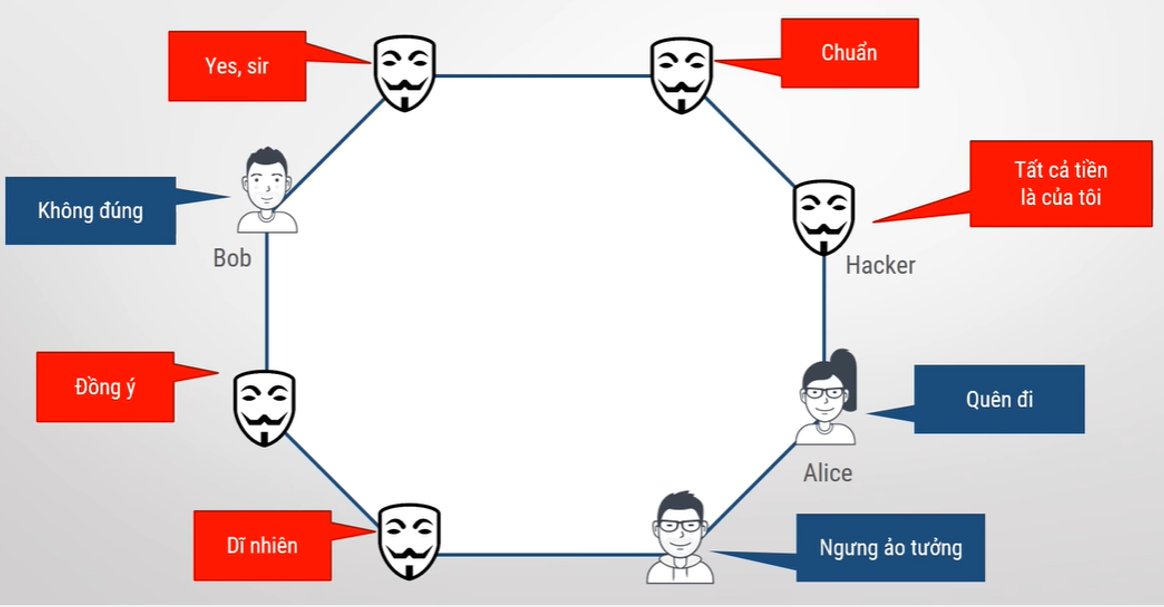 Yes, sir
Chuẩn
Tất cả tiền
là của tôi
Không đúng
Bob
Hacker
Đồng ý
Quên đi
Alice
Dĩ nhiên
Ngưng ảo tưởng